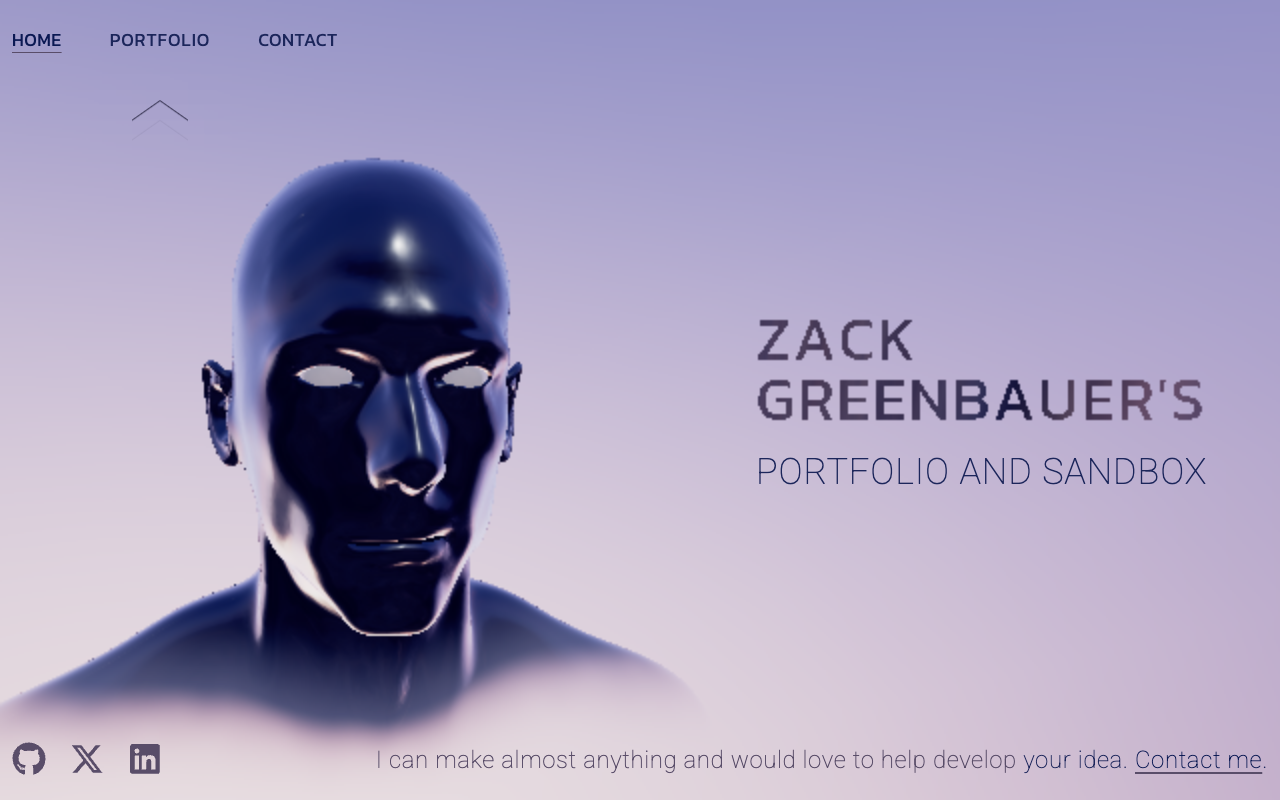 HOME
PORTFOLIO
CONTACT
ZACK
GREENBAUER'S
PORTFOLIO AND SANDBOX
I can make almost anything and would love to help develop your idea. Contact me.